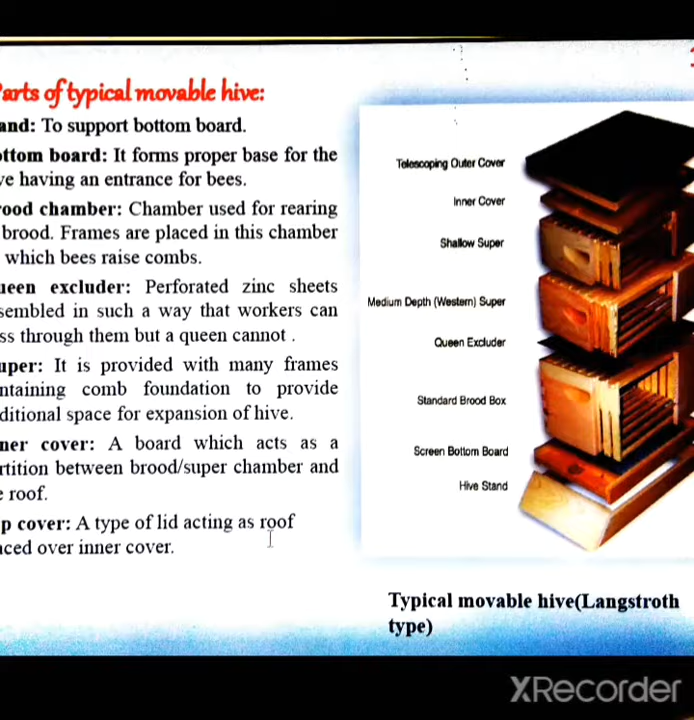 arts of typical movable hive:
and: To support bottom board.
ottom board: It forms proper base for the
ve having an entrance for bees.
rood chamber: Chamber used for rearing
brood. Frames are placed in this chamber
which bees raise combs.
ueen excluder: Perforated zinc sheets
sembled in such a way that workers can
ss through them but a queen cannot .
uper: It is provided with many frames
ntaining comb foundation to provide
ditional space for expansion of hive.
ner cover: A board which acts as a
rtition between brood/super chamber and
e roof.
p cover: A type of lid acting as roof
aced over inner cover.
Telescoping Outer Cover
Inner Cover
Shallow Super
Medium Depth (Western) Super
Queen Excluder
Standard Brood Box
Screen Bottom Board
Hive Stand
Typical movable hive(Langstroth
type)
XRecorder